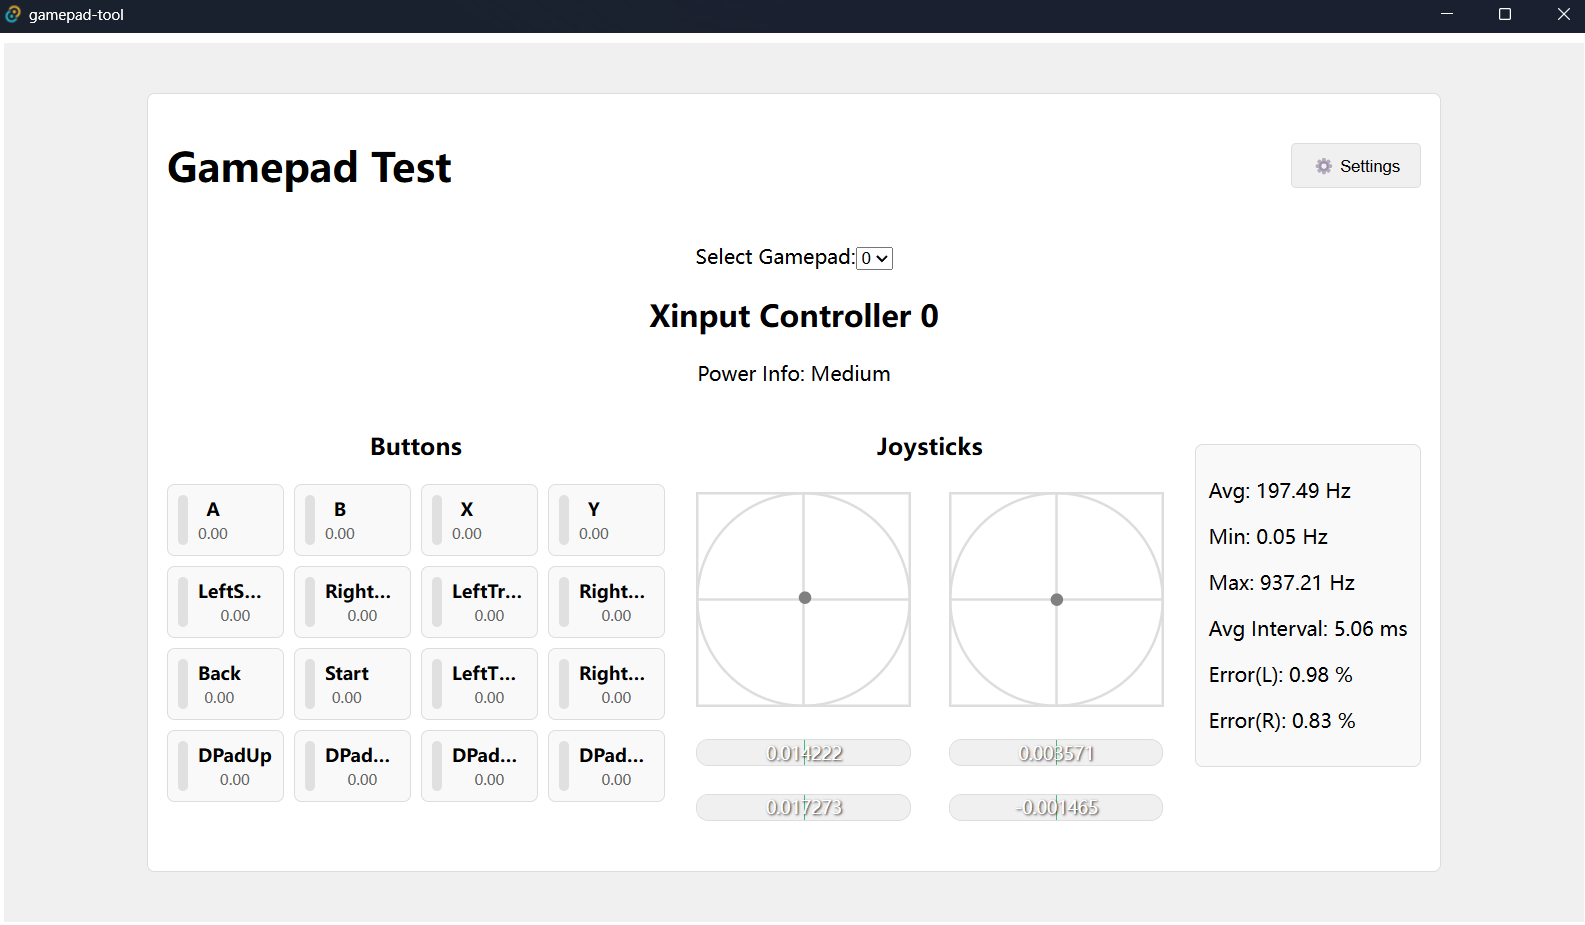 gamepad-tool
Gamepad Test
Settings
Select Gamepad: 0
Xinput Controller 0
Power Info: Medium
Buttons
A
0.00
B
0.00
X
0.00
Y
0.00
LeftS...
0.00
Right...
0.00
LeftTr...
0.00
Right...
0.00
Back
0.00
Start
0.00
LeftT...
0.00
Right...
0.00
DPadUp
0.00
DPad...
0.00
DPad...
0.00
DPad...
0.00
Joysticks
0.014222
0.003571
0.017273
-0.001465
Avg: 197.49 Hz
Min: 0.05 Hz
Max: 937.21 Hz
Avg Interval: 5.06 ms
Error(L): 0.98 %
Error(R): 0.83 %